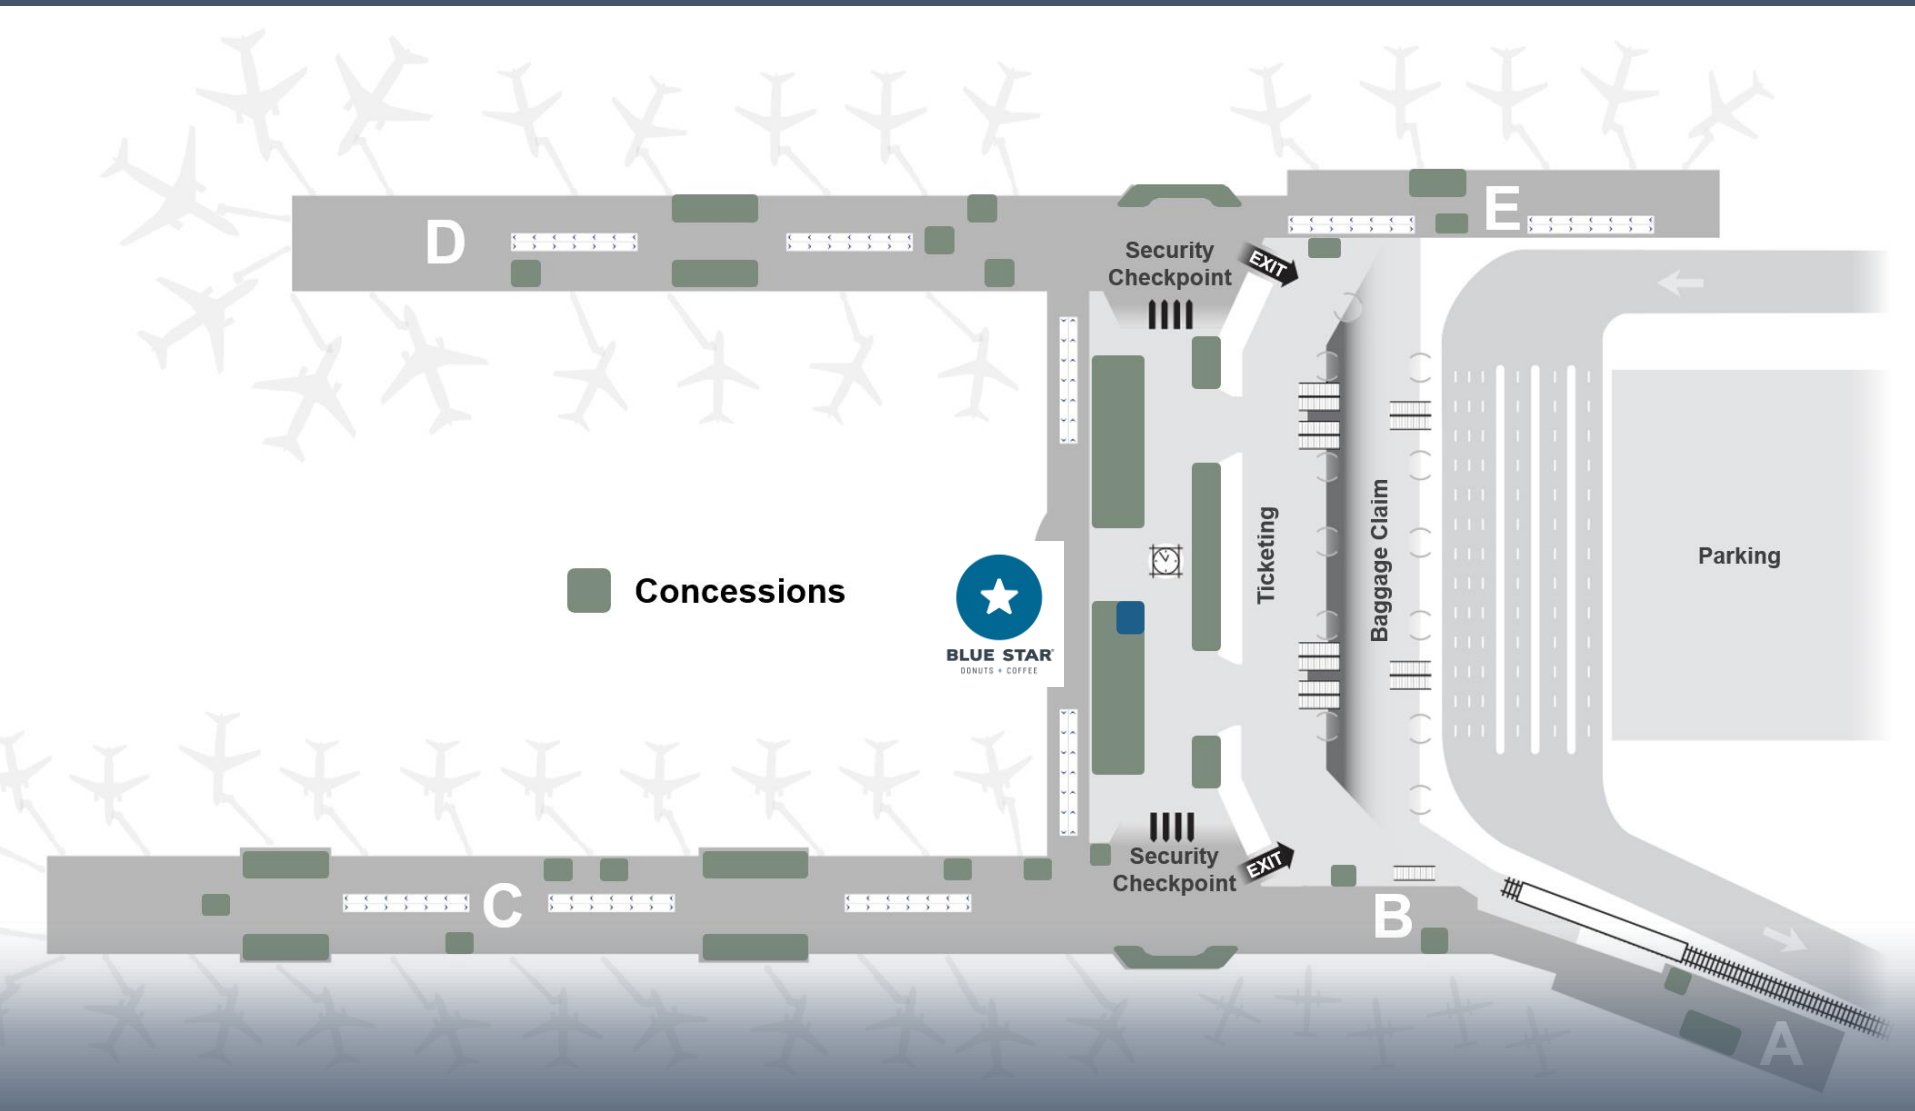 E
D
Security
Checkpoint
EXIT
Ticketing
Baggage Claim
Parking
Concessions
BLUE STAR
DONUTS + COFFEE
Security
Checkpoint
EXIT
C
B
A